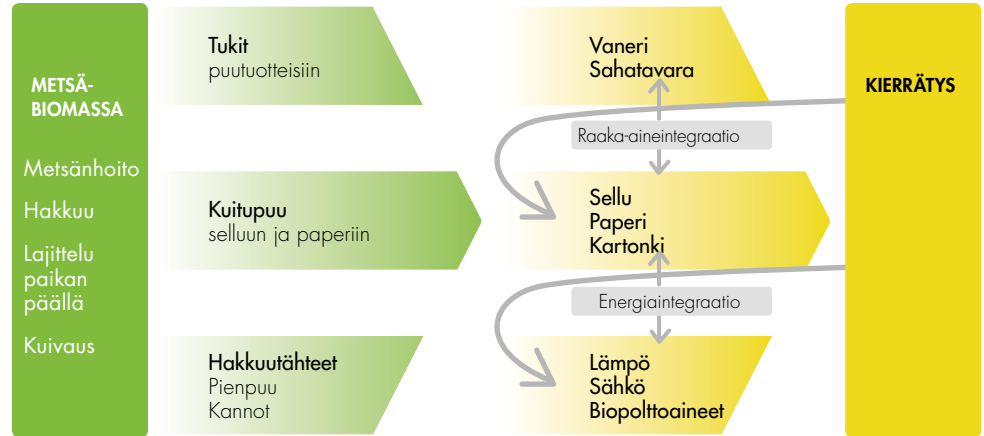 METSÄ-
BIOMASSA
Metsänhoito
Hakkuu
Lajittelu
paikan
päällä
Kuivaus
Tukit
puutuotteisiin
Kuitupuu
selluun ja paperiin
Hakkuutähteet
Pienpuu
Kannot
Vaneri
Sahatavara
Raaka-aineintegraatio
Sellu
Paperi
Kartonki
Energiaintegraatio
Lämpö
Sähkö
Biopolttoaineet
KIERRÄTYS